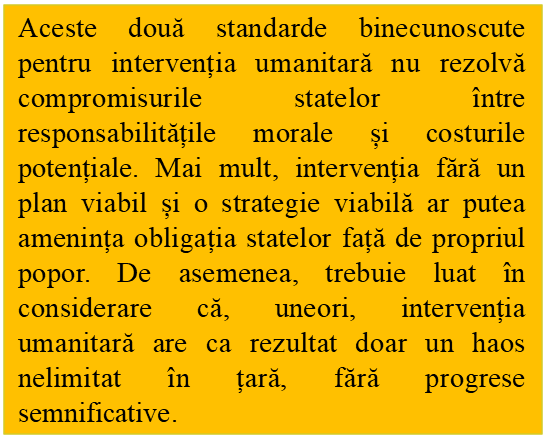 Aceste două standarde binecunoscute
pentru intervenția umanitară nu rezolvă
compromisurile statelor între
responsabilitățile morale și costurile
potențiale. Mai mult, intervenția fără un
plan viabil și o strategie viabilă ar putea
amenința obligația statelor față de propriul
popor. De asemenea, trebuie luat în
considerare că, uneori, intervenția
umanitară are ca rezultat doar un haos
nelimitat în țară, fără progrese
semnificative.